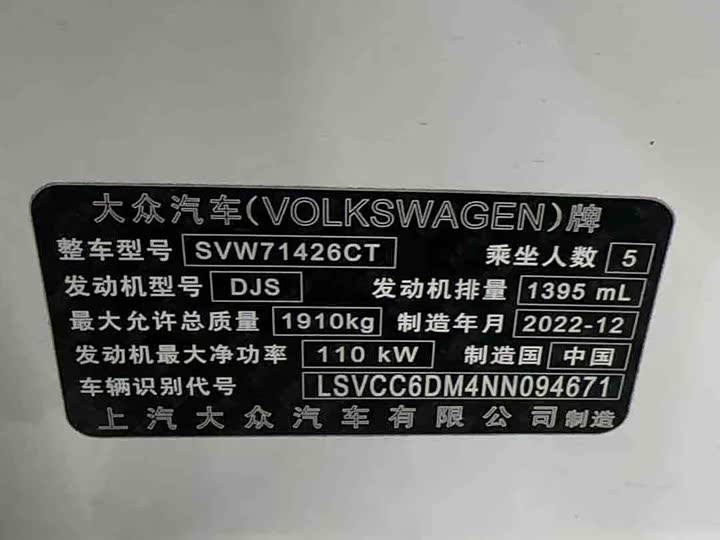 大众汽车(VOLKSWAGEN)牌
整车型号 SVW71426CT 乘坐人数 5
发动机型号 DJS 发动机排量 1395 mL
最大允许总质量 1910kg 制造年月 2022-12
发动机最大净功率 110 kW 制造国 中国
车辆识别代号 LSVCC6DM4NN094671
上汽大众汽车有限公司制造